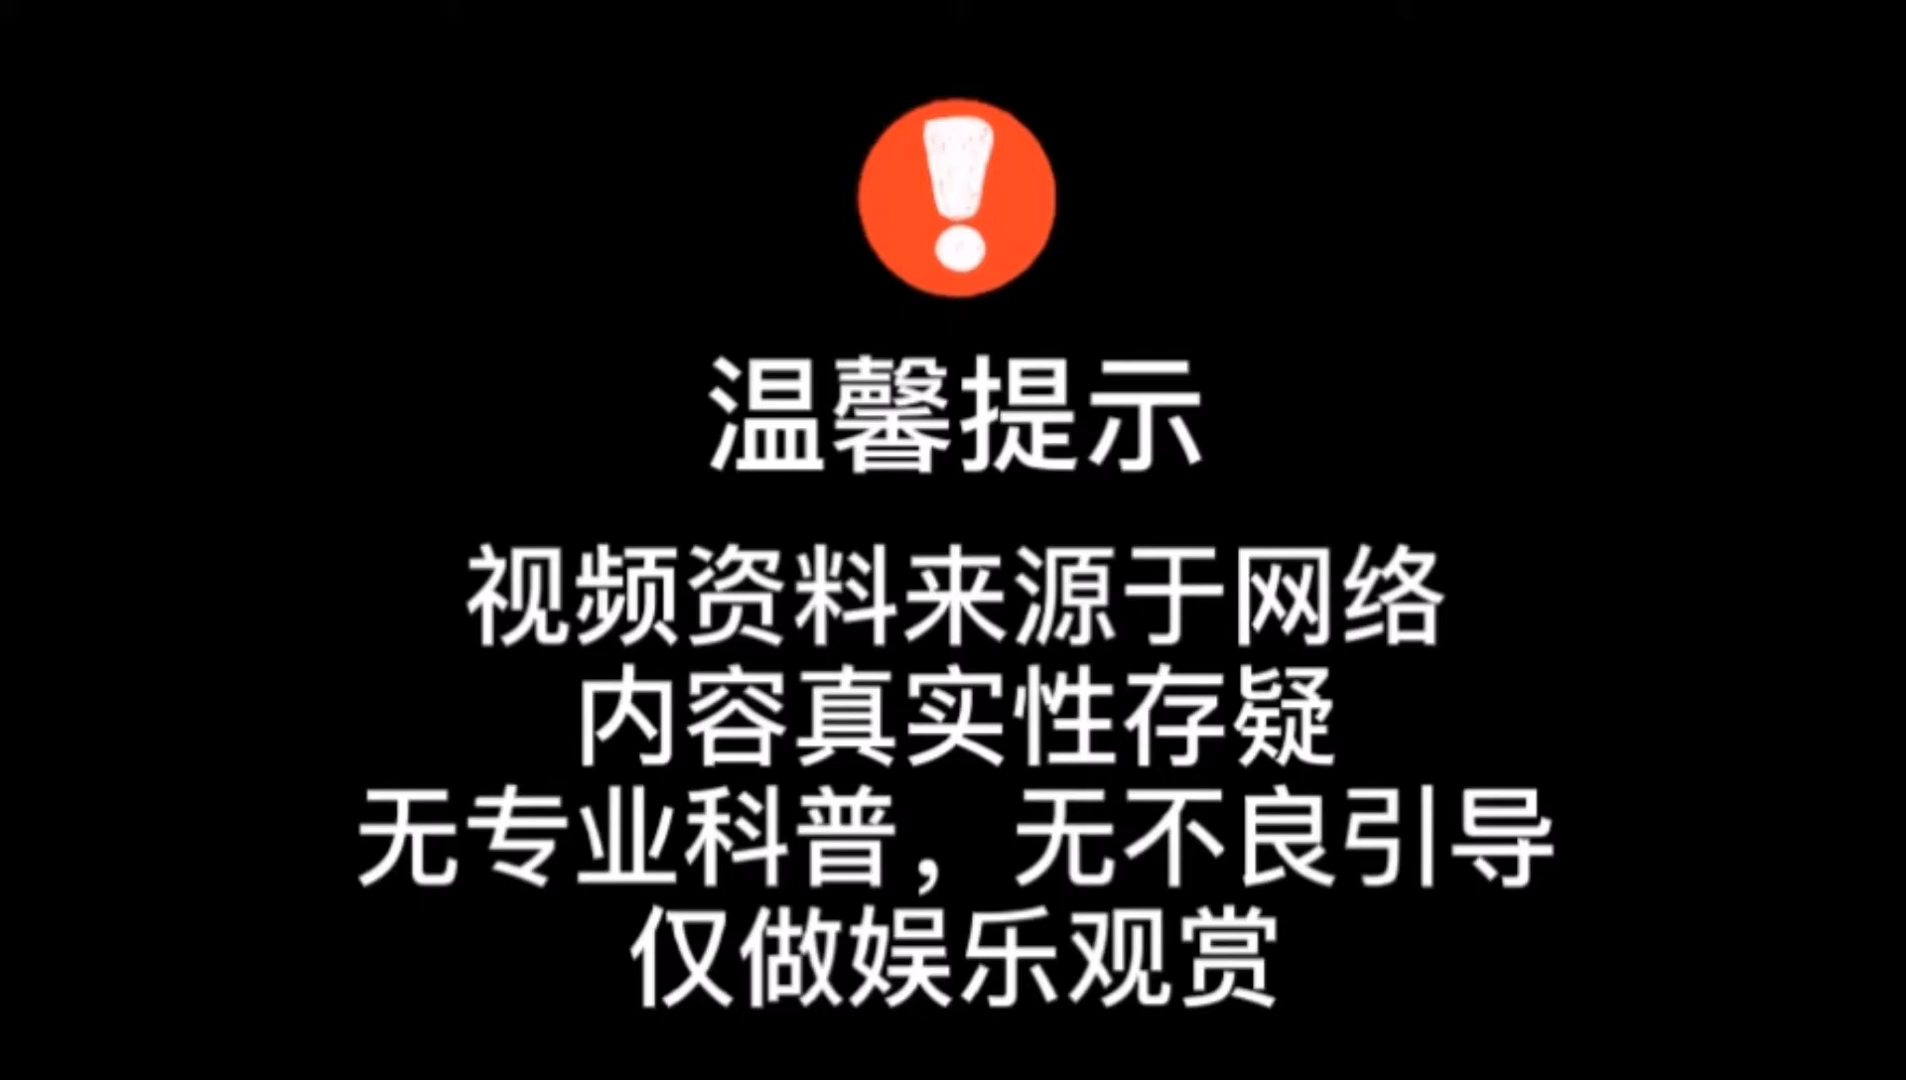 温馨提示
视频资料来源于网络
内容真实性存疑
无专业科普，无不良引导
仅做娱乐观赏